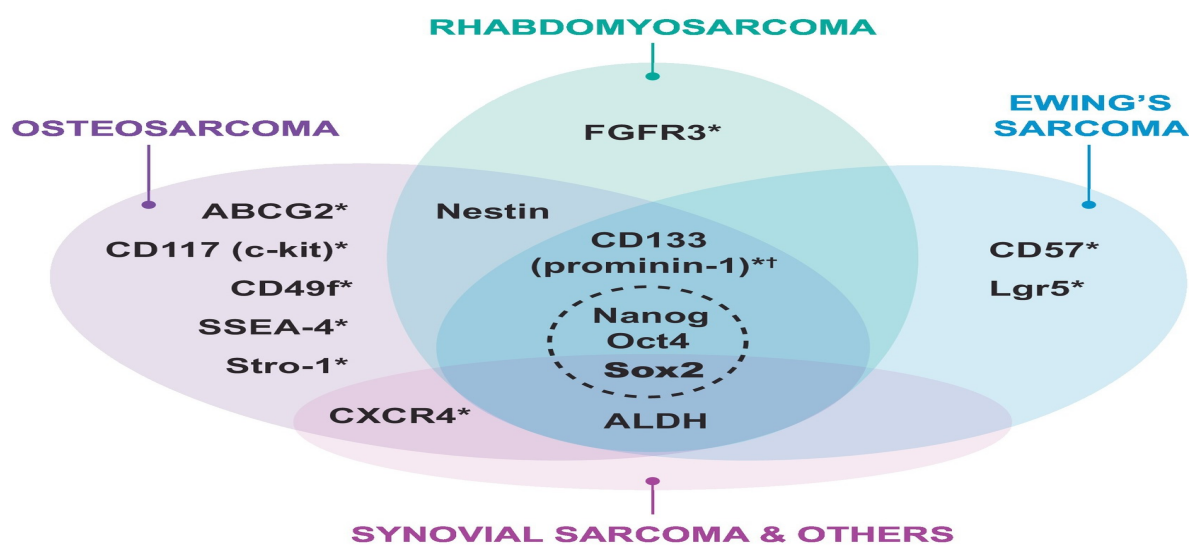 RHABDOMYOSARCOMA
EWING'S
SARCOMA
OSTEOSARCOMA
FGFR3*
ABCG2*
CD117 (c-kit)*
CD49f*
SSEA-4*
Stro-1*
Nestin
CD133
(prominin-1)*†
CD57*
Lgr5*
Nanog
Oct4
Sox2
CXCR4*
ALDH
SYNOVIAL SARCOMA & OTHERS